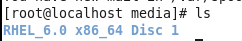 [root@localhost media]# ls
RHEL_6.0 x86_64 Disc 1